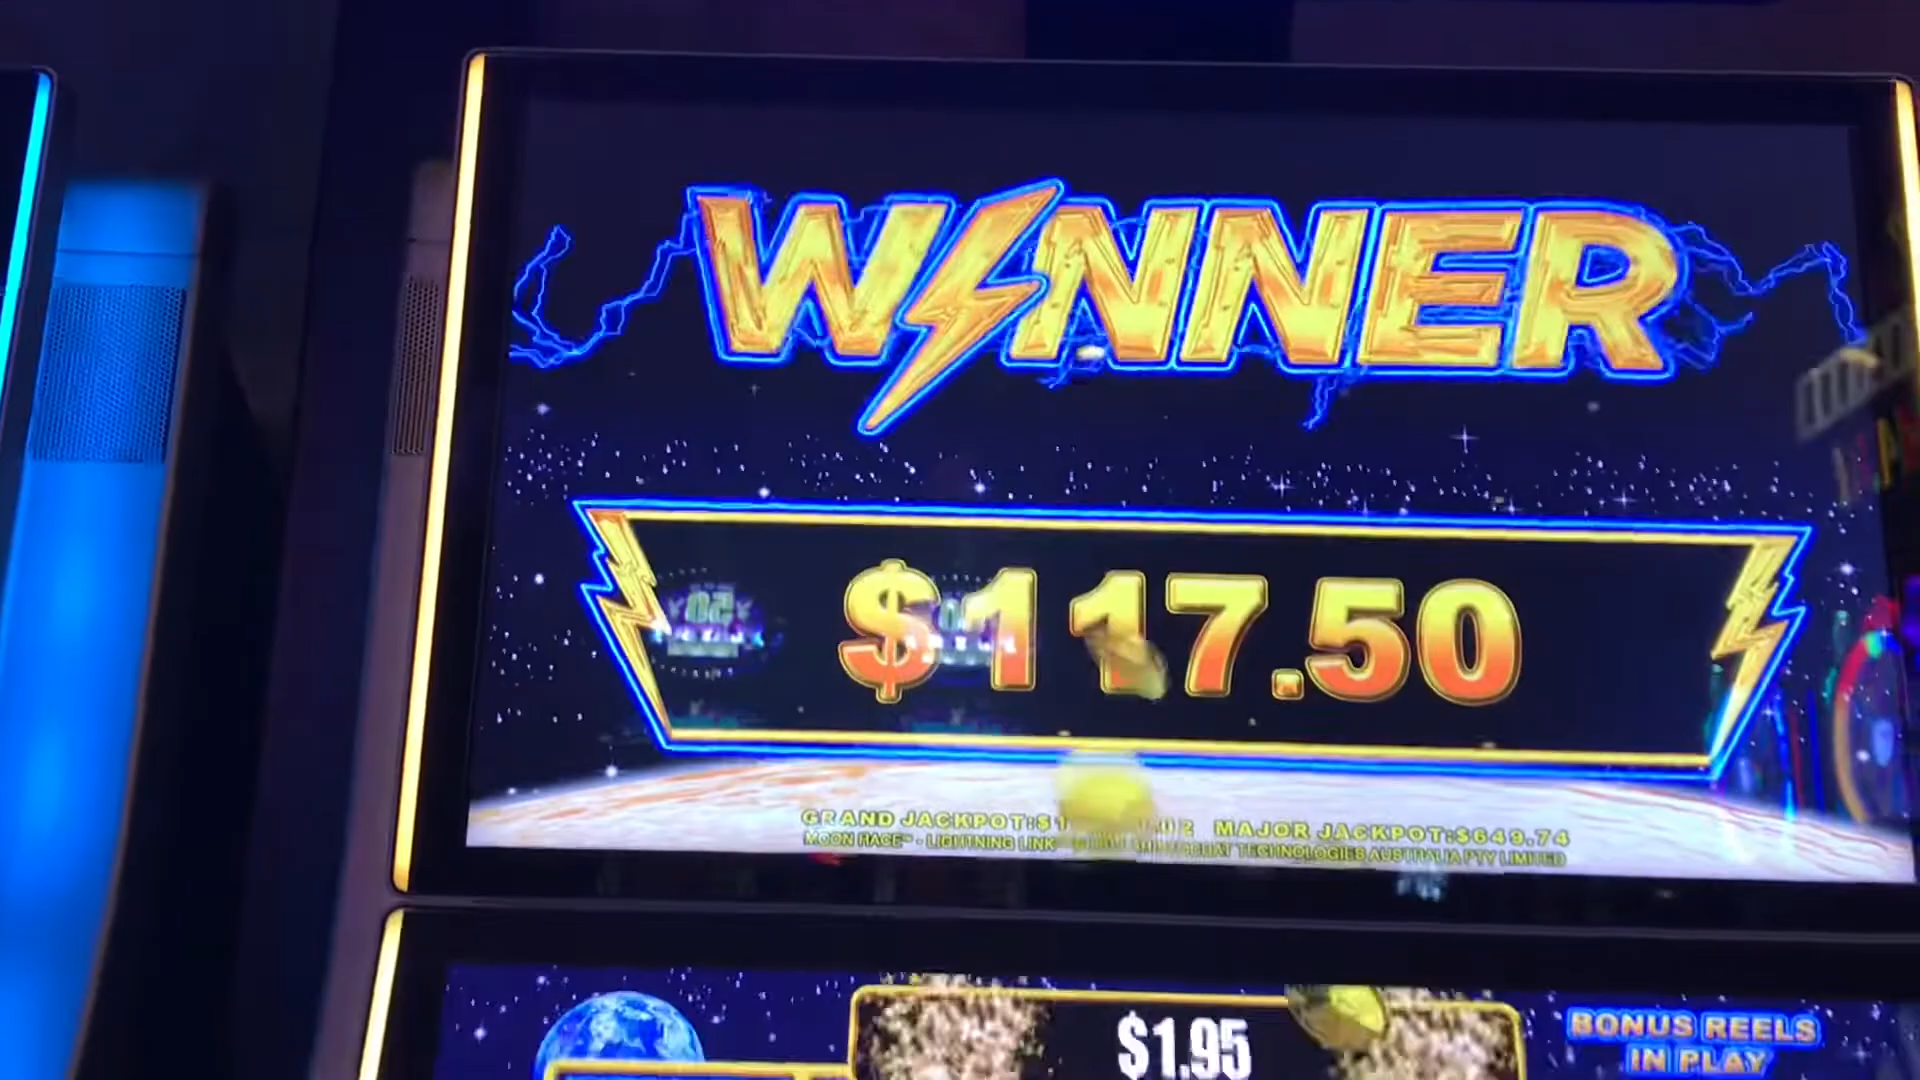 WINNER
$117.50
GRAND JACKPOT:$ MAJOR JACKPOT:$649.74
MOON RACE™ - LIGHTNING LINK TECHNOLOGIES AUSTRALIA PTY LIMITED
$1.95
BONUS REELS
IN PLAY